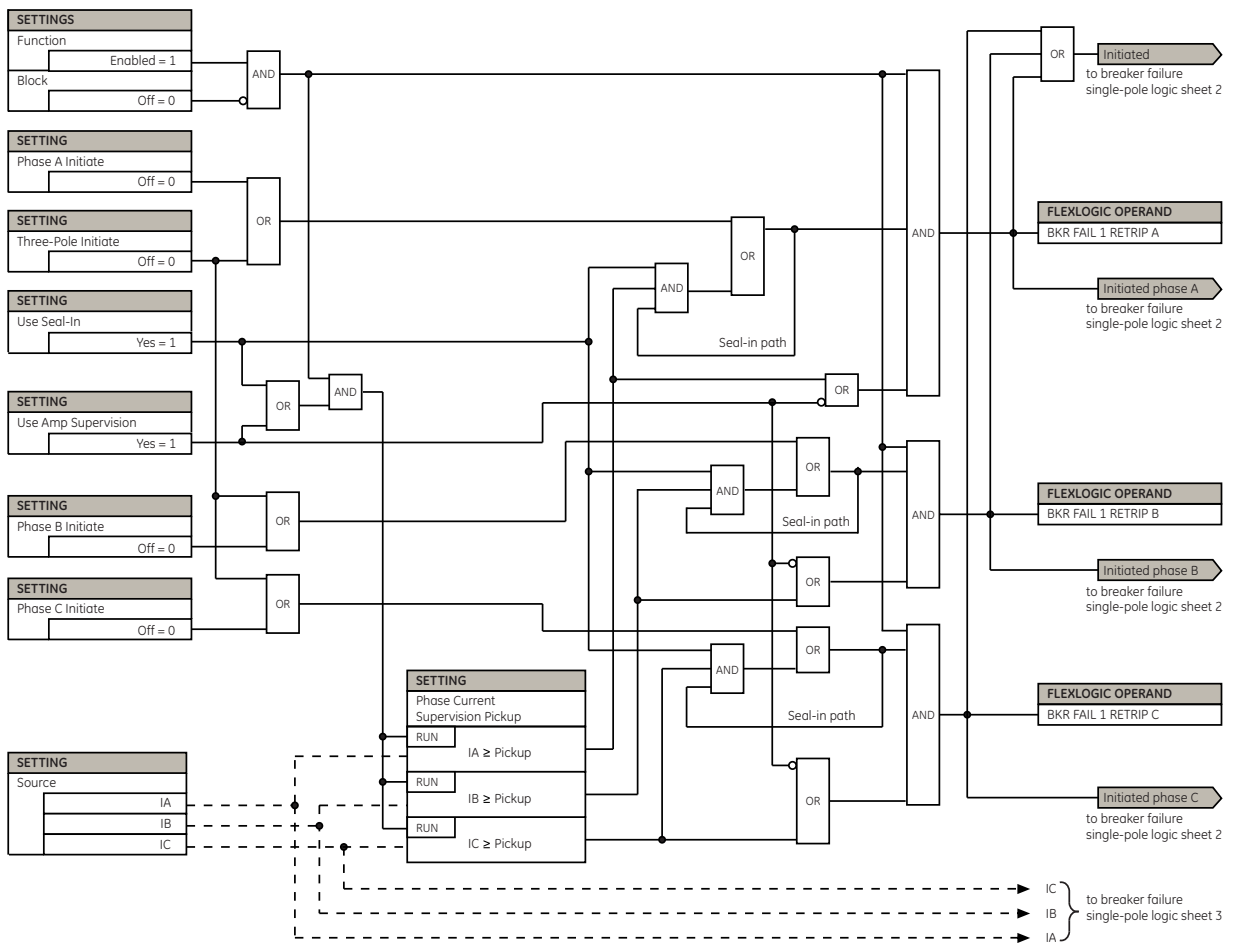 SETTINGS
Function
Enabled = 1
Block
Off = 0
AND
SETTING
Phase A Initiate
Off = 0
SETTING
Three-Pole Initiate
Off = 0
OR
SETTING
Use Seal-In
Yes = 1
SETTING
Use Amp Supervision
Yes = 1
OR
AND
SETTING
Phase B Initiate
Off = 0
OR
SETTING
Phase C Initiate
Off = 0
OR
SETTING
Source
IA
IB
IC
SETTING
Phase Current
Supervision Pickup
RUN
IA ≥ Pickup
RUN
IB ≥ Pickup
RUN
IC ≥ Pickup
AND
OR
Seal-in path
OR
AND
OR
Seal-in path
OR
AND
OR
Seal-in path
OR
AND
AND
AND
OR
Initiated
to breaker failure
single-pole logic sheet 2
FLEXLOGIC OPERAND
BKR FAIL 1 RETRIP A
Initiated phase A
to breaker failure
single-pole logic sheet 2
FLEXLOGIC OPERAND
BKR FAIL 1 RETRIP B
Initiated phase B
to breaker failure
single-pole logic sheet 2
FLEXLOGIC OPERAND
BKR FAIL 1 RETRIP C
Initiated phase C
to breaker failure
single-pole logic sheet 2
IC
IB
IA
to breaker failure
single-pole logic sheet 3